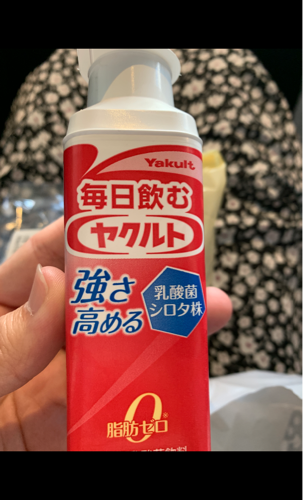 Yakult
毎日飲む
ヤクルト
強さ
高める
乳酸菌
シロタ株
0
脂肪ゼロ